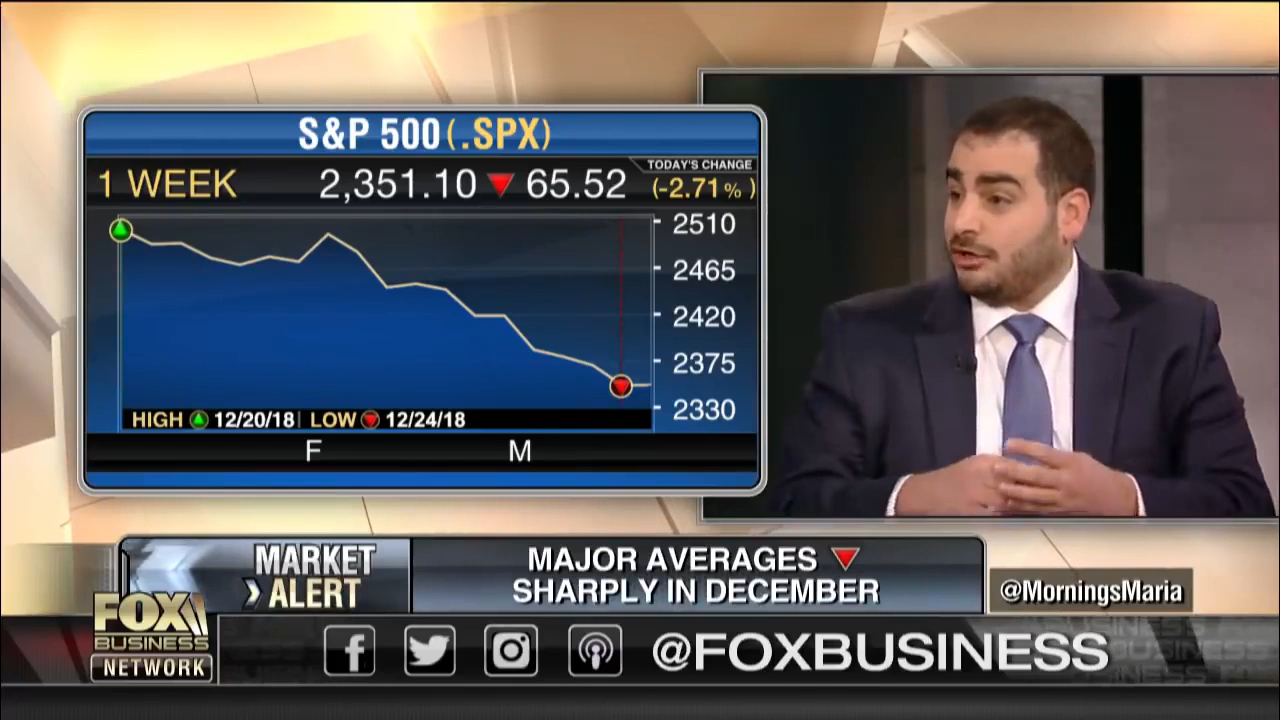 S&P 500 (.SPX)
1 WEEK 2,351.10 ▼ 65.52 TODAY'S CHANGE (-2.71%)
2510
2465
2420
2375
2330
HIGH 12/20/18 | LOW 12/24/18
F M
MARKET
ALERT
MAJOR AVERAGES ▼
SHARPLY IN DECEMBER
@MorningsMaria
FOX
BUSINESS
NETWORK
@FOXBUSINESS